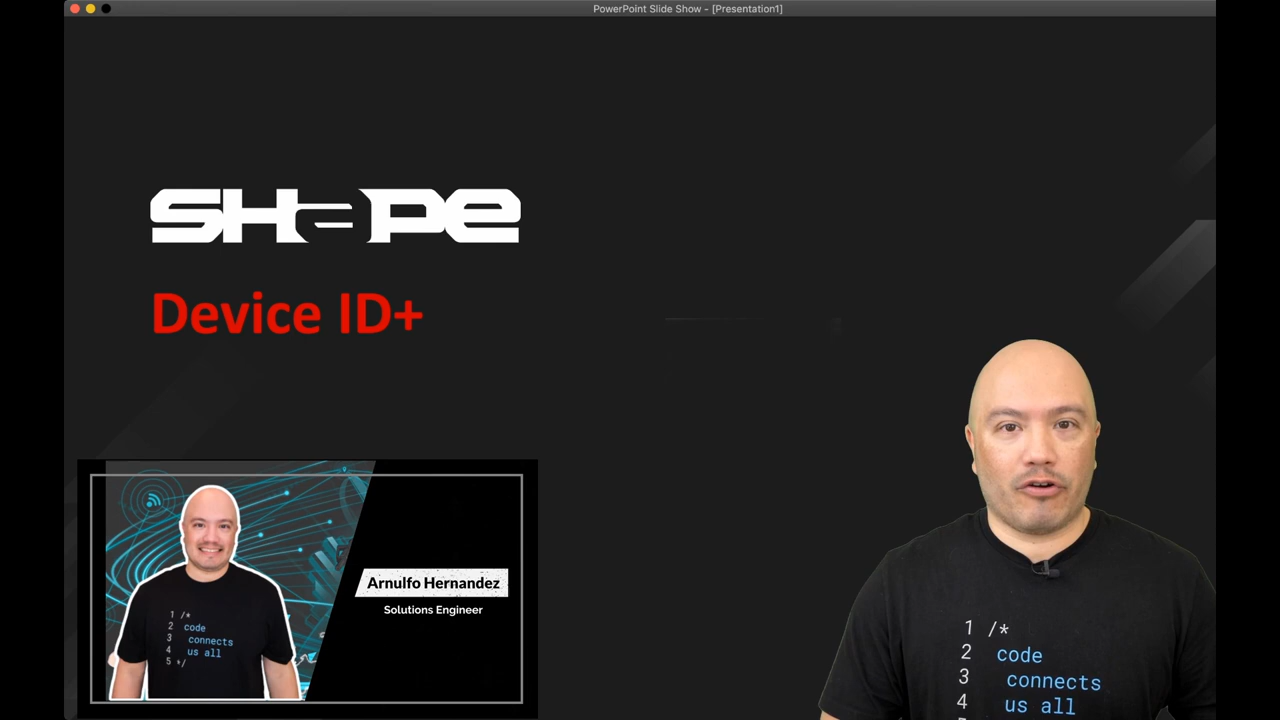 PowerPoint Slide Show - [Presentation1]
SHAPE
Device ID+
Arnulfo Hernandez
Solutions Engineer
1 /*
2 code
3 connects
4 us all
5 */
1 /*
2 code
3 connects
4 us all